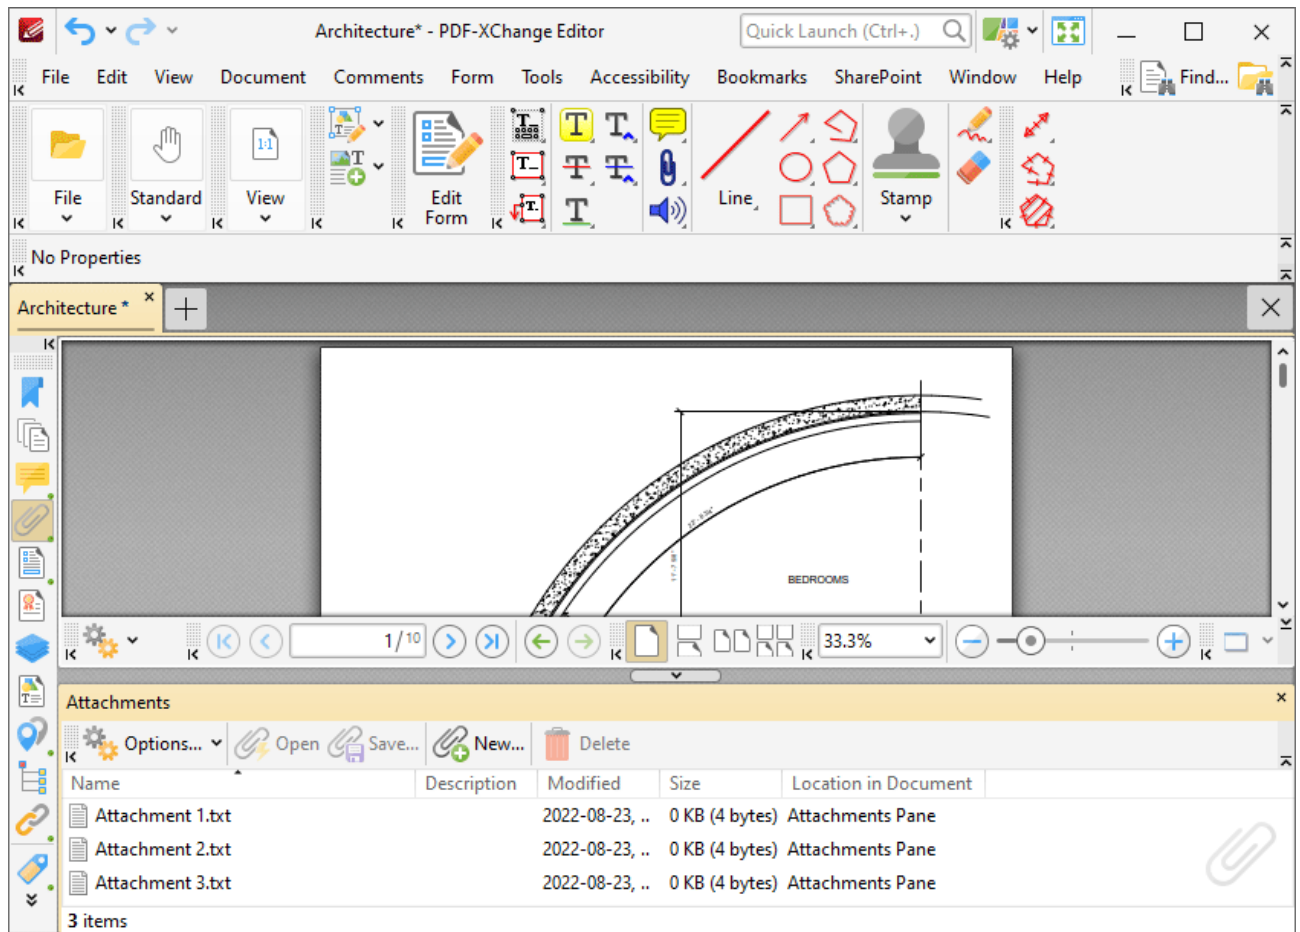 Architecture* - PDF-XChange Editor
Quick Launch (Ctrl+.)
File Edit View Document Comments Form Tools Accessibility Bookmarks SharePoint Window Help Find...
1:1
File Standard View Edit Form Line Stamp
No Properties
Architecture *
BEDROOMS
1/10 33.3%
Attachments
Options... Open Save... New... Delete
Name Description Modified Size Location in Document
Attachment 1.txt 2022-08-23, .. 0 KB (4 bytes) Attachments Pane
Attachment 2.txt 2022-08-23, .. 0 KB (4 bytes) Attachments Pane
Attachment 3.txt 2022-08-23, .. 0 KB (4 bytes) Attachments Pane
3 items